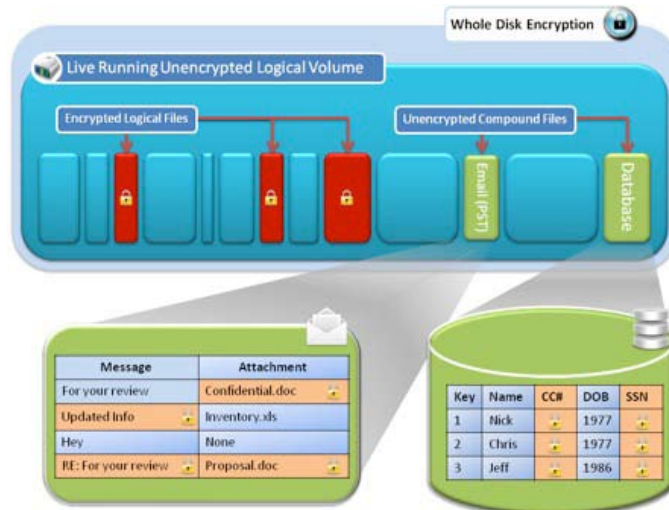 Whole Disk Encryption
Live Running Unencrypted Logical Volume
Encrypted Logical Files
Unencrypted Compound Files
Email (PST)
Database
Message Attachment
For your review Confidential.doc
Updated Info Inventory.xls
Hey None
RE: For your review Proposal.doc
Key Name CC# DOB SSN
1 Nick 1977
2 Chris 1977
3 Jeff 1986